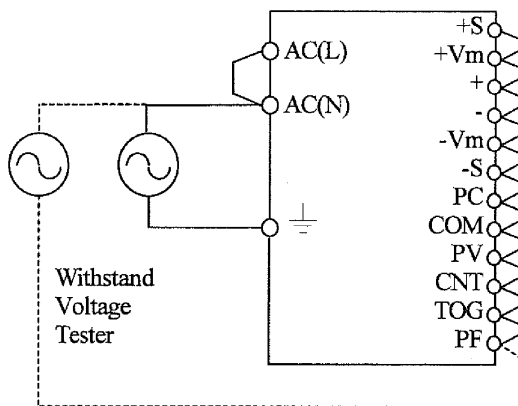 AC(L)
AC(N)
Withstand
Voltage
Tester
+S
+Vm
+
-
-Vm
-S
PC
COM
PV
CNT
TOG
PF